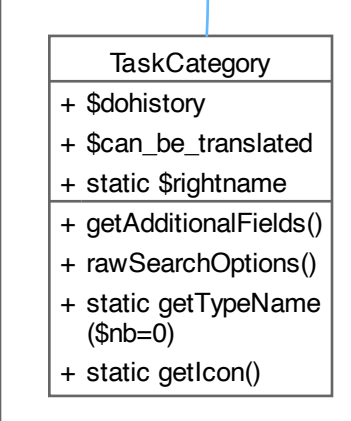 TaskCategory
+ $dohistory
+ $can_be_translated
+ static $rightname
+ getAdditionalFields()
+ rawSearchOptions()
+ static getTypeName
($nb=0)
+ static getIcon()